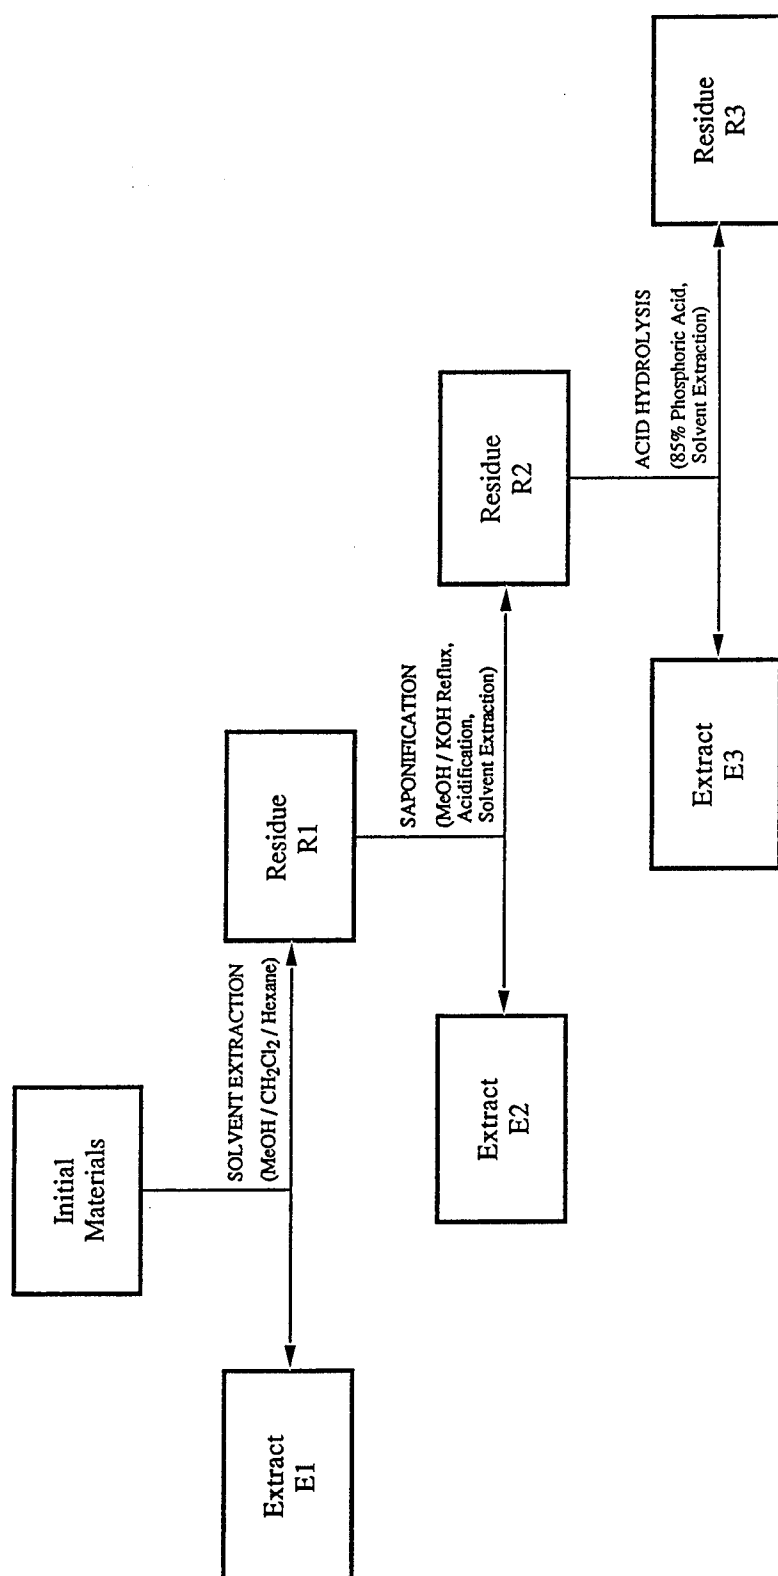 Initial
Materials
SOLVENT EXTRACTION
(MeOH / CH₂Cl₂ / Hexane)
Extract
E1
Residue
R1
SAPONIFICATION
(MeOH / KOH Reflux,
Acidification,
Solvent Extraction)
Extract
E2
Residue
R2
ACID HYDROLYSIS
(85% Phosphoric Acid,
Solvent Extraction)
Extract
E3
Residue
R3